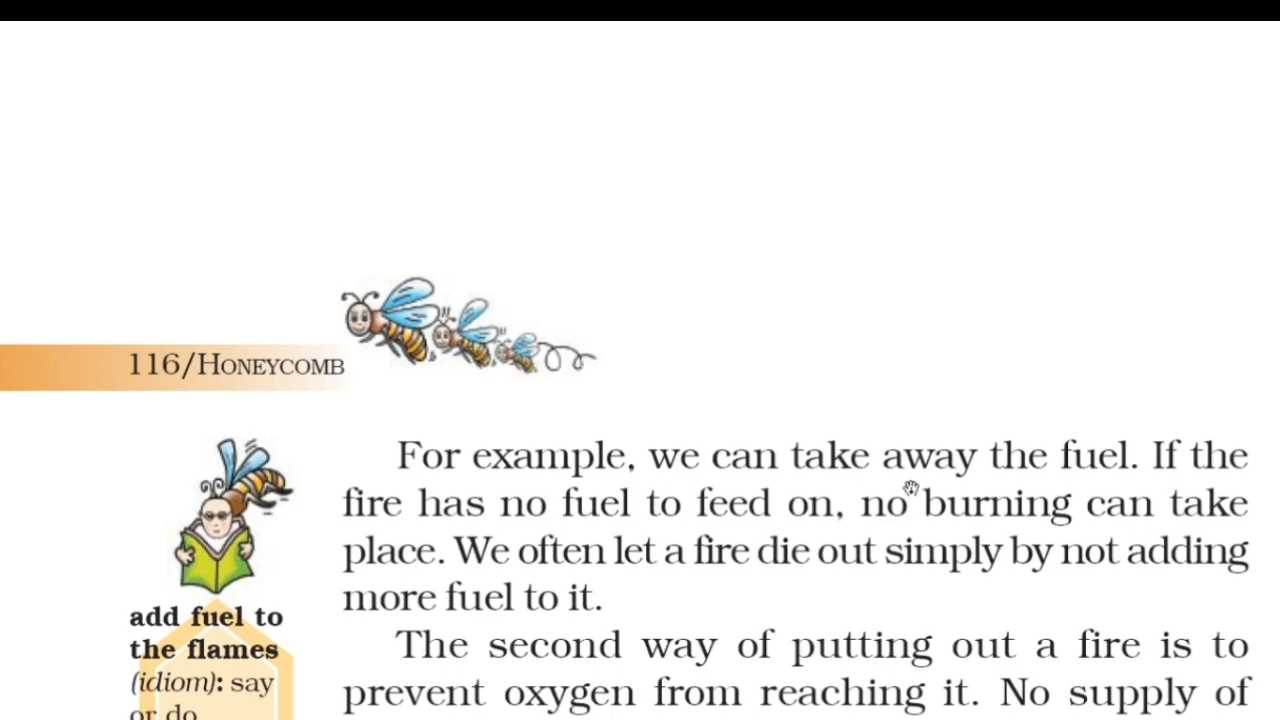 116/HONEYCOMB
For example, we can take away the fuel. If the
fire has no fuel to feed on, no burning can take
place. We often let a fire die out simply by not adding
more fuel to it.
The second way of putting out a fire is to
prevent oxygen from reaching it. No supply of
add fuel to
the flames
(idiom): say
or do